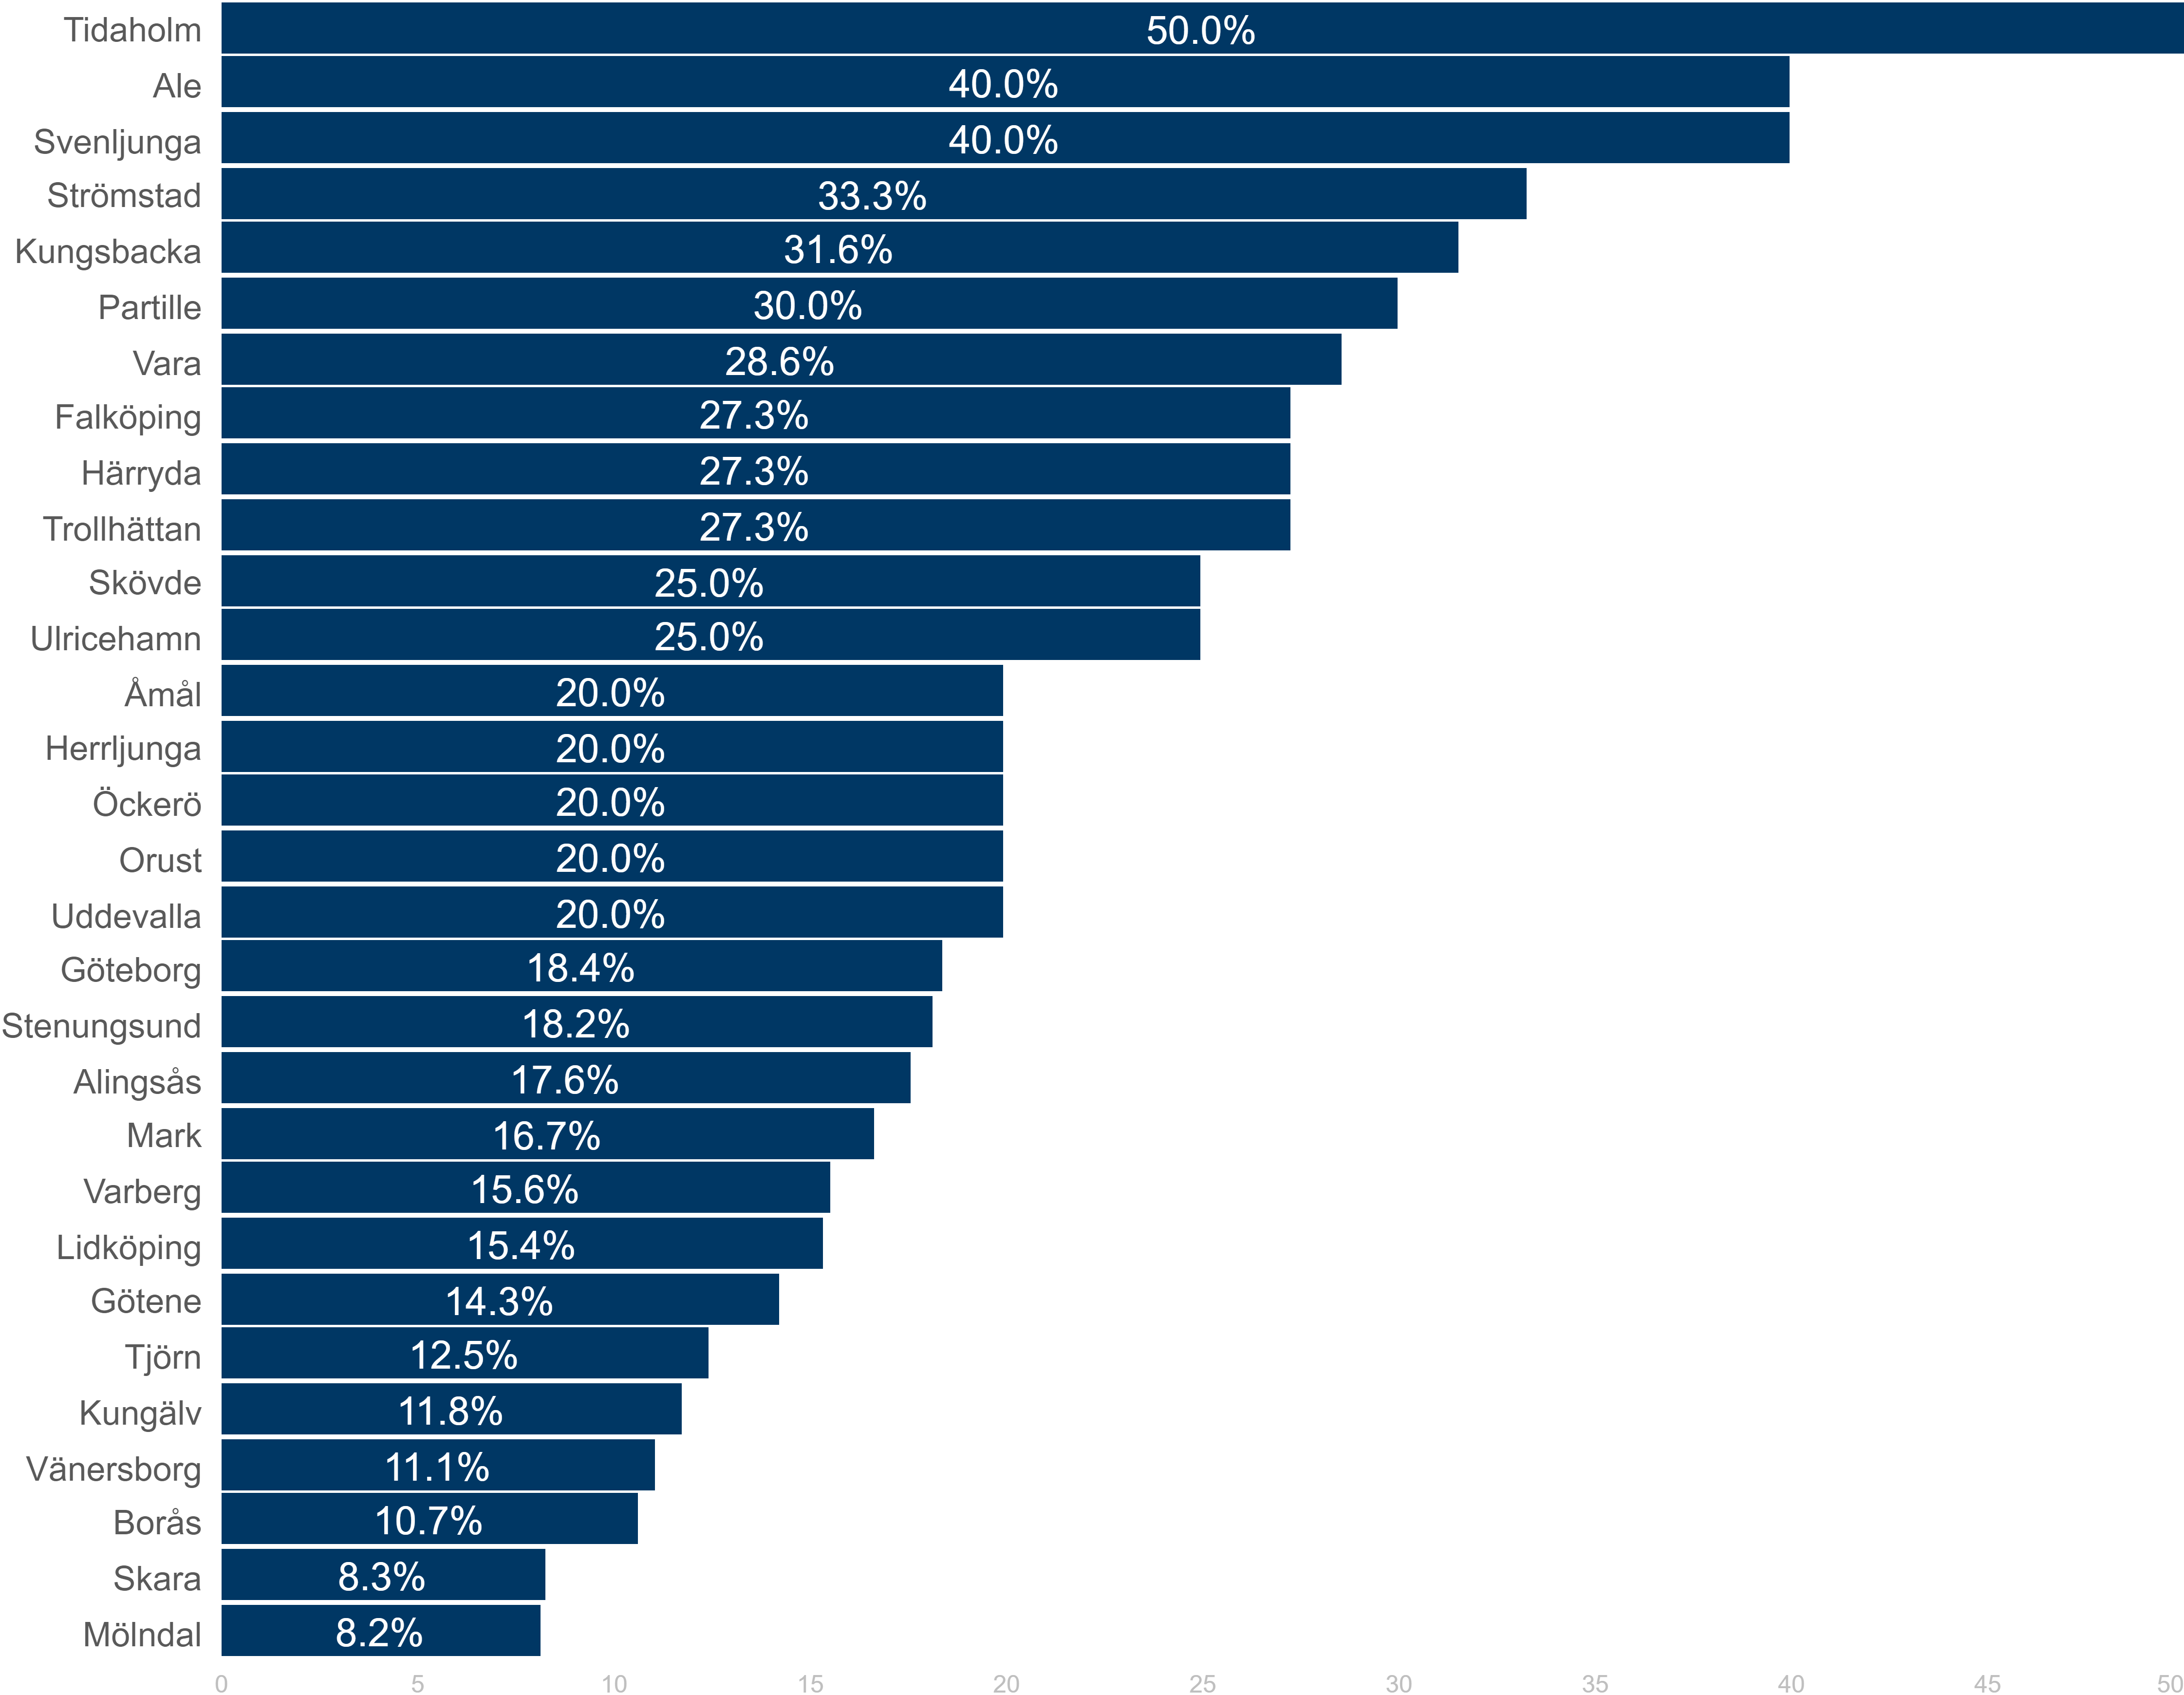 Tidaholm 50.0%
Ale 40.0%
Svenljunga 40.0%
Strömstad 33.3%
Kungsbacka 31.6%
Partille 30.0%
Vara 28.6%
Falköping 27.3%
Härryda 27.3%
Trollhättan 27.3%
Skövde 25.0%
Ulricehamn 25.0%
Åmål 20.0%
Herrljunga 20.0%
Öckerö 20.0%
Orust 20.0%
Uddevalla 20.0%
Göteborg 18.4%
Stenungsund 18.2%
Alingsås 17.6%
Mark 16.7%
Varberg 15.6%
Lidköping 15.4%
Götene 14.3%
Tjörn 12.5%
Kungälv 11.8%
Vänersborg 11.1%
Borås 10.7%
Skara 8.3%
Mölndal 8.2%
0 5 10 15 20 25 30 35 40 45 50